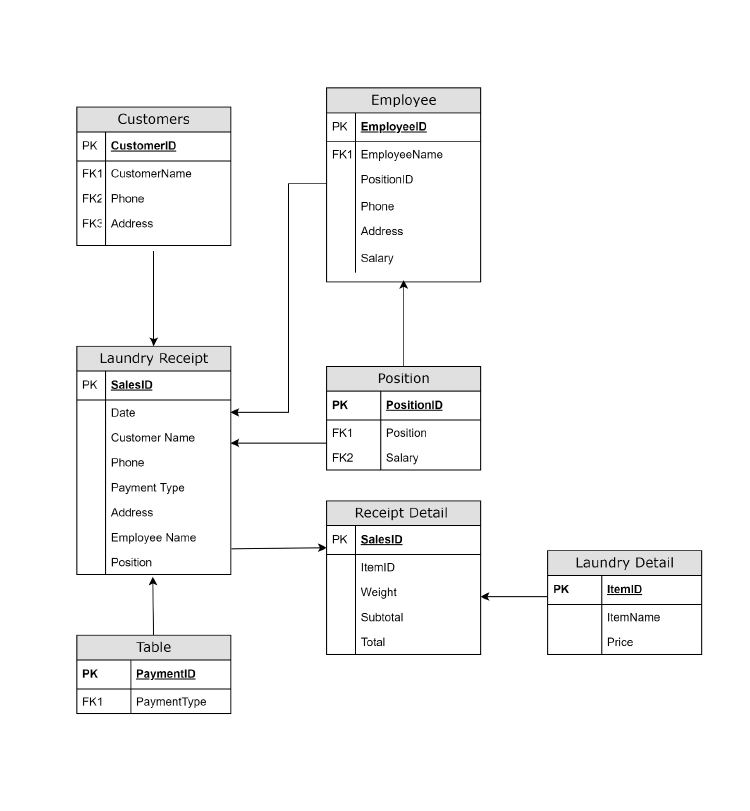 Customers
PK CustomerID
FK1 CustomerName
FK2 Phone
FK3 Address
Employee
PK EmployeeID
FK1 EmployeeName
PositionID
Phone
Address
Salary
Laundry Receipt
PK SalesID
Date
Customer Name
Phone
Payment Type
Address
Employee Name
Position
Position
PK PositionID
FK1 Position
FK2 Salary
Receipt Detail
PK SalesID
ItemID
Weight
Subtotal
Total
Laundry Detail
PK ItemID
ItemName
Price
Table
PK PaymentID
FK1 PaymentType